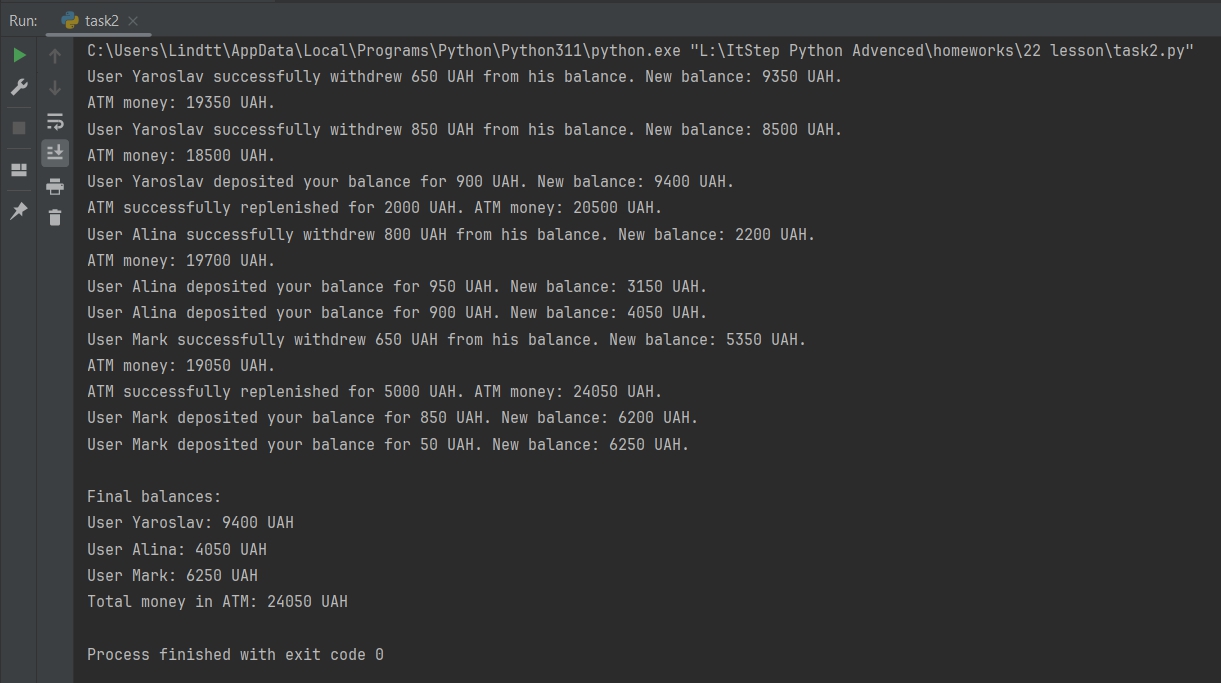 Run: task2
C:\Users\Lindtt\AppData\Local\Programs\Python\Python311\python.exe "L:\ItStep Python Advenced\homeworks\22 lesson\task2.py"
User Yaroslav successfully withdrew 650 UAH from his balance. New balance: 9350 UAH.
ATM money: 19350 UAH.
User Yaroslav successfully withdrew 850 UAH from his balance. New balance: 8500 UAH.
ATM money: 18500 UAH.
User Yaroslav deposited your balance for 900 UAH. New balance: 9400 UAH.
ATM successfully replenished for 2000 UAH. ATM money: 20500 UAH.
User Alina successfully withdrew 800 UAH from his balance. New balance: 2200 UAH.
ATM money: 19700 UAH.
User Alina deposited your balance for 950 UAH. New balance: 3150 UAH.
User Alina deposited your balance for 900 UAH. New balance: 4050 UAH.
User Mark successfully withdrew 650 UAH from his balance. New balance: 5350 UAH.
ATM money: 19050 UAH.
ATM successfully replenished for 5000 UAH. ATM money: 24050 UAH.
User Mark deposited your balance for 850 UAH. New balance: 6200 UAH.
User Mark deposited your balance for 50 UAH. New balance: 6250 UAH.
Final balances:
User Yaroslav: 9400 UAH
User Alina: 4050 UAH
User Mark: 6250 UAH
Total money in ATM: 24050 UAH
Process finished with exit code 0